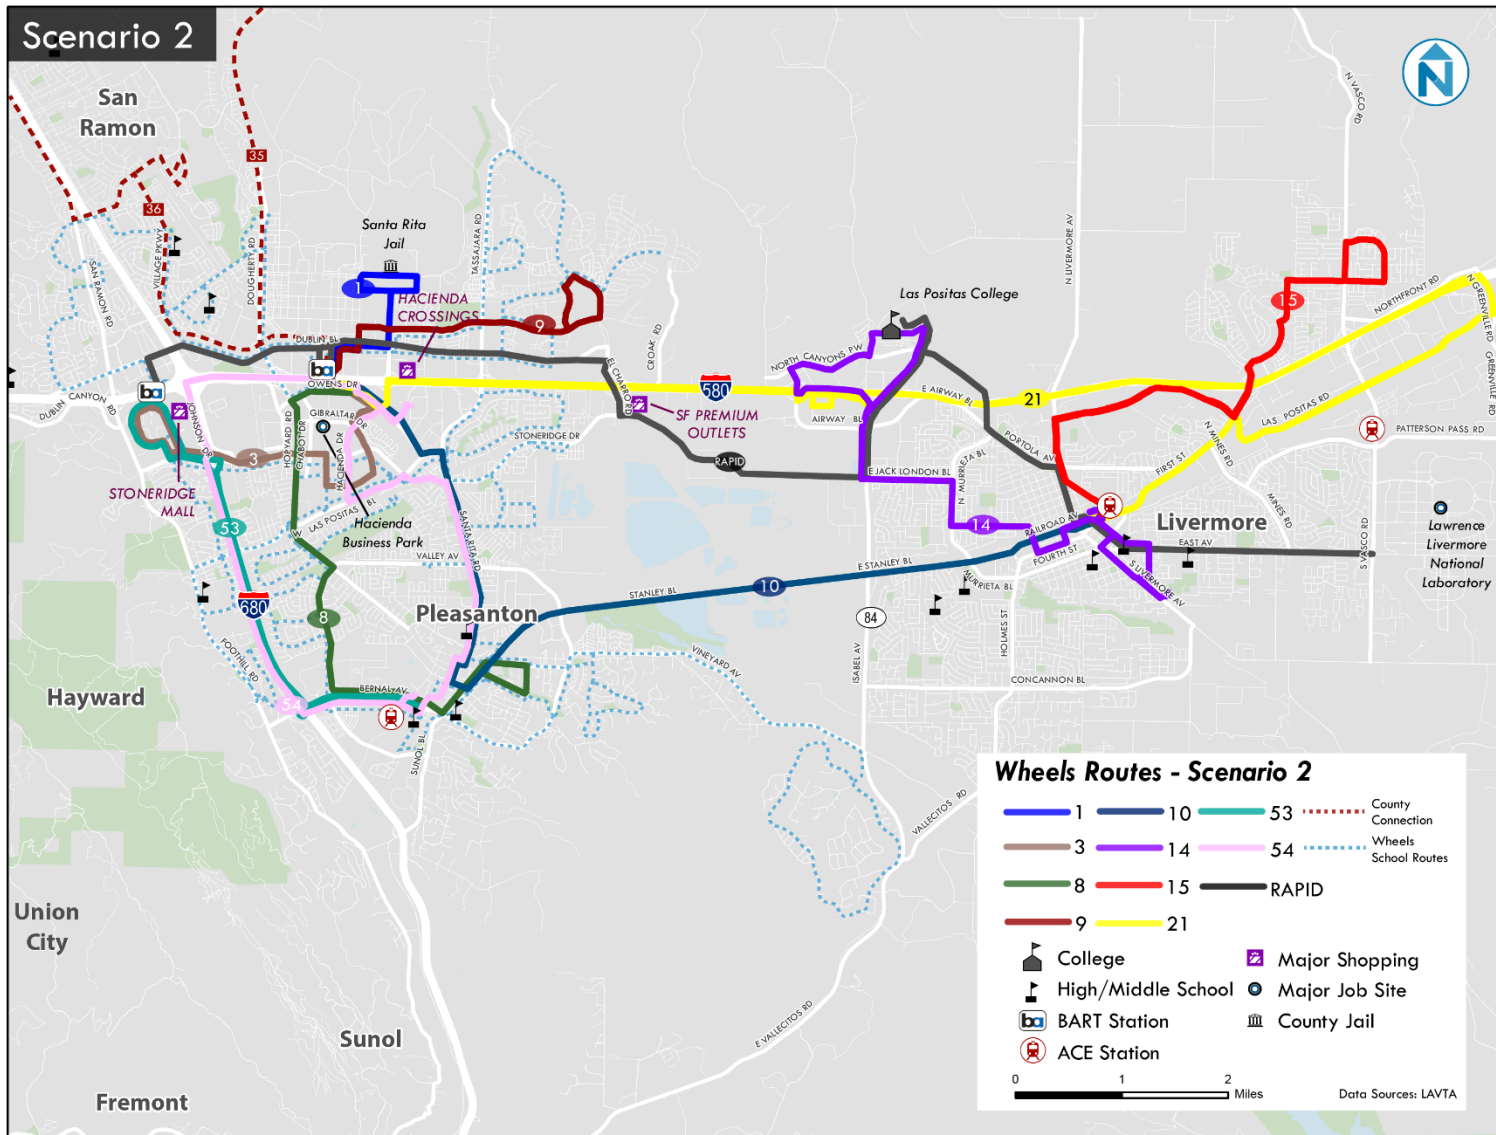 Scenario 2
San
Ramon
35
36
VILLAGE PKWY
DOUGHERTY RD
SAN RAMON RD
Santa Rita
Jail
TASSAJARA RD
1
HACIENDA
CROSSINGS
9
DUBLIN BL
ba
OWENS DR
ba
DUBLIN CANYON RD
JOHNSON DR
HOPYARD RD
CHABOT DR
GIBRALTAR DR
HACIENDA DR
3
STONERIDGE
MALL
53
LAS POSITAS BL
W
Hacienda
Business Park
VALLEY AV
SANTA RITA RD
STONERIDGE DR
EL CHARRO RD
CROAK RD
SF PREMIUM
OUTLETS
580
RAPID
Las Positas College
NORTH CANYONS PW
AIRWAY BL
E AIRWAY BL
N LIVERMORE AV
N VASCO RD
21
15
NORTHFRONT RD
N GREENVILLE RD
GREENVILLE RD
LAS POSITAS RD
PATTERSON PASS RD
PORTOLA AV
N MURRIETA BL
E JACK LONDON BL
FIRST ST
N MINES RD
MINES RD
14
RAILROAD AV
Livermore
FOURTH ST
EAST AV
S VASCO RD
Lawrence
Livermore
National
Laboratory
E STANLEY BL
STANLEY BL
10
MURRIETA BL
S LIVERMORE AV
HOLMES ST
84
ISABEL AV
CONCANNON BL
VINEYARD AV
680
8
Pleasanton
FOOTHILL RD
BERNAL AV
54
SUNOL BL
Hayward
Union
City
Sunol
Fremont
VALLECITOS RD
E VALLECITOS RD
N
Wheels Routes - Scenario 2
1 10 53 County
Connection
3 14 54 Wheels
School Routes
8 15 RAPID
9 21
College Major Shopping
High/Middle School Major Job Site
ba BART Station County Jail
ACE Station
0 1 2
Miles
Data Sources: LAVTA